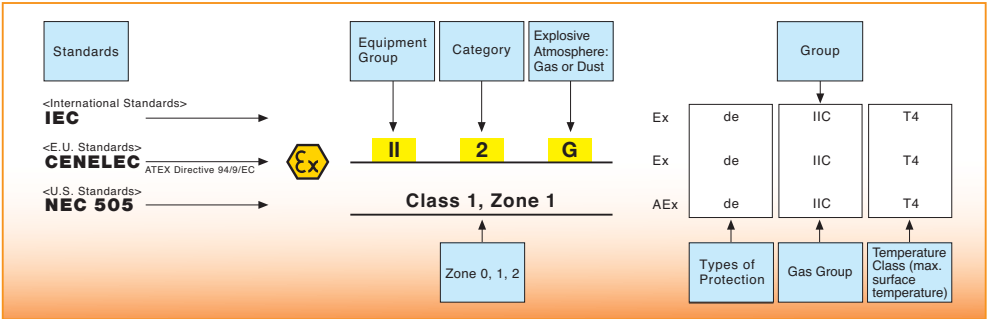 Standards
Equipment
Group
Category
Explosive
Atmosphere:
Gas or Dust
Group
<International Standards>
IEC
Ex de IIC T4
<E.U. Standards>
CENELEC
ATEX Directive 94/9/EC
Ex
II 2 G
Ex de IIC T4
<U.S. Standards>
NEC 505
Class 1, Zone 1
AEx de IIC T4
Zone 0, 1, 2
Types of
Protection
Gas Group
Temperature
Class (max.
surface
temperature)